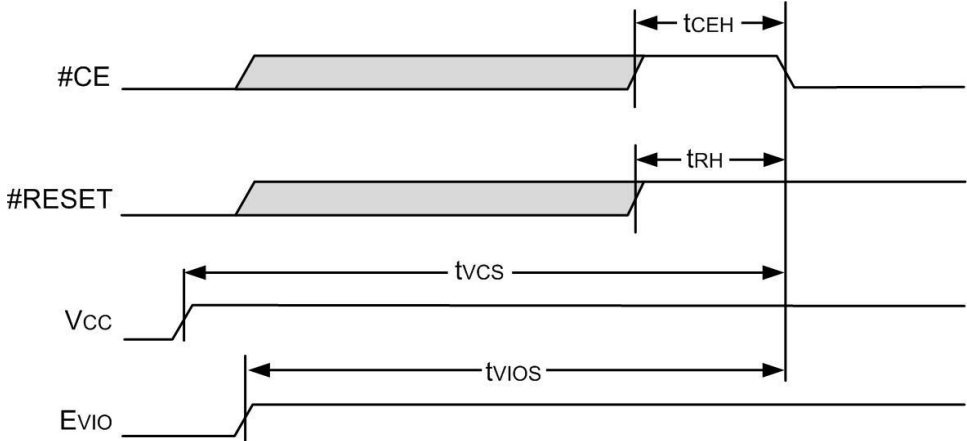 tCEH
#CE
tRH
#RESET
tVCS
VCC
tVIOS
EVIO